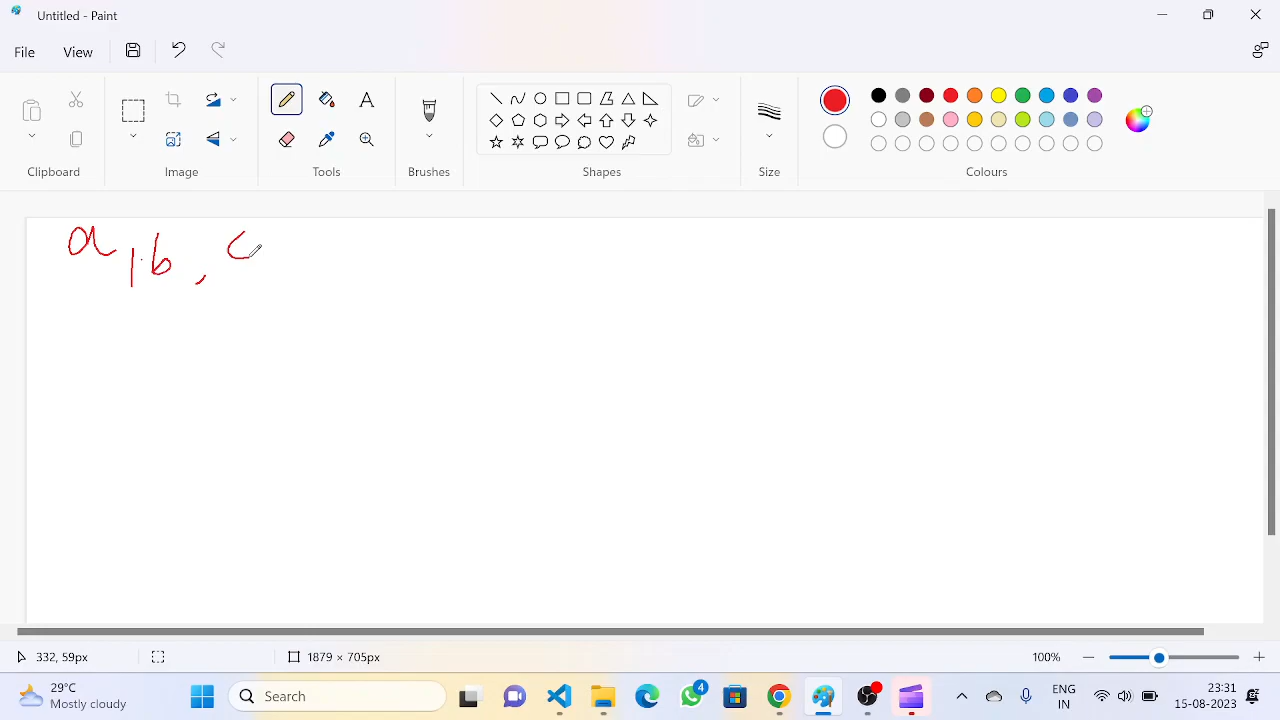 Untitled - Paint
File View
Clipboard Image Tools Brushes Shapes Size Colours
A
a, b, c
332, 59px 1879 × 705px 100%
29°C
Mostly cloudy
Search
4
ENG
IN
23:31
15-08-2023